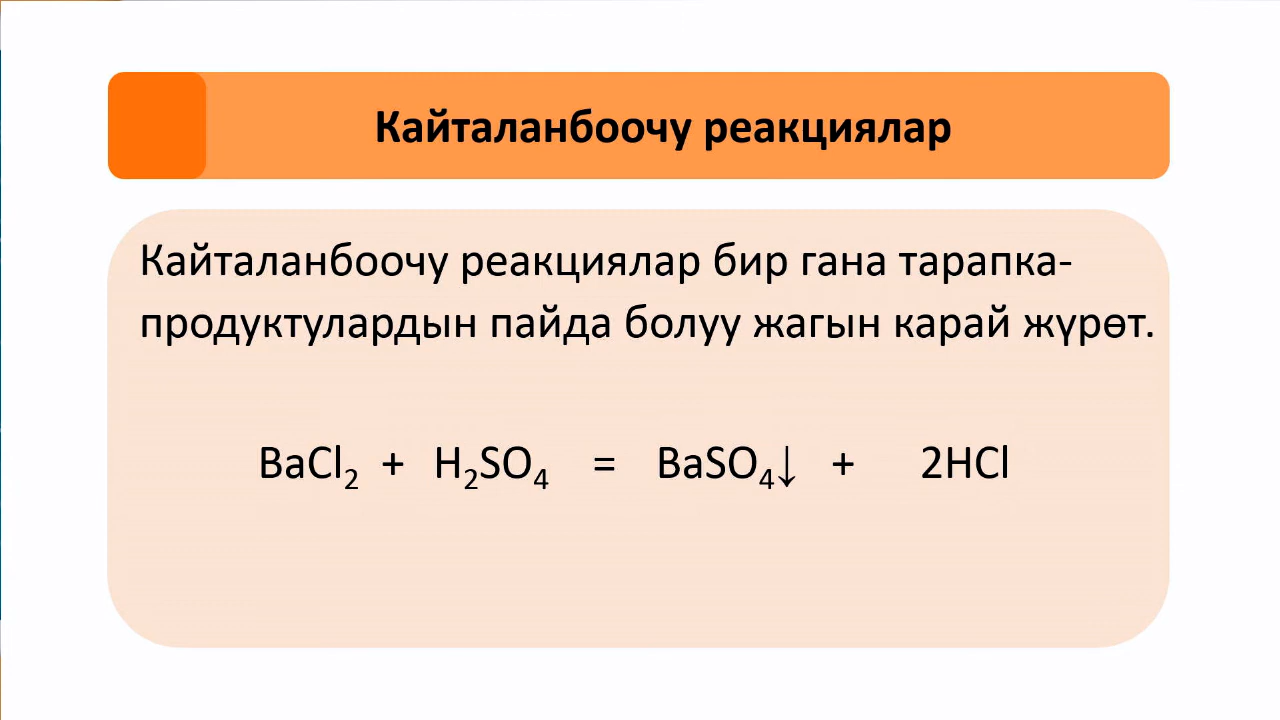 Кайталанбоочу реакциялар
Кайталанбоочу реакциялар бир гана тарапка-
продуктулардын пайда болуу жагын карай жүрөт.
BaCl₂ + H₂SO₄ = BaSO₄↓ + 2HCl